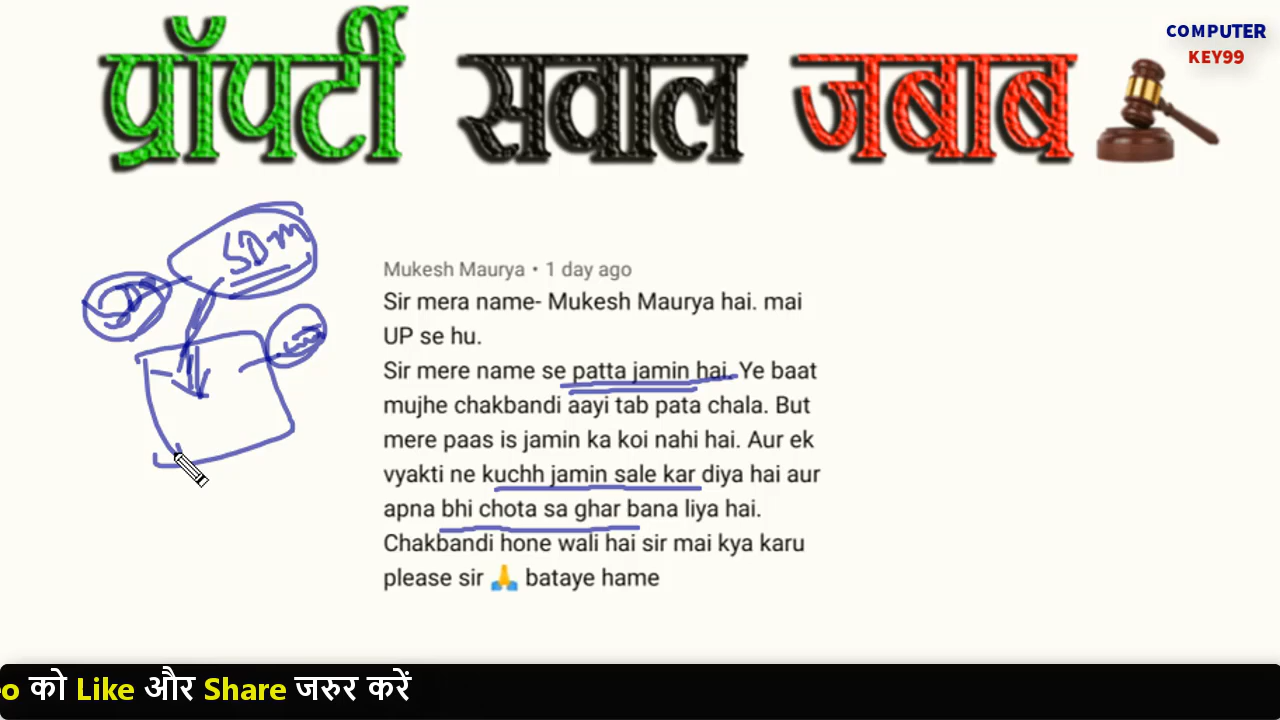 प्रॉपर्टी सवाल जबाब
COMPUTER
KEY99
SDM
Mukesh Maurya • 1 day ago
Sir mera name- Mukesh Maurya hai. mai
UP se hu.
Sir mere name se patta jamin hai. Ye baat
mujhe chakbandi aayi tab pata chala. But
mere paas is jamin ka koi nahi hai. Aur ek
vyakti ne kuchh jamin sale kar diya hai aur
apna bhi chota sa ghar bana liya hai.
Chakbandi hone wali hai sir mai kya karu
please sir 🙏 bataye hame
को Like और Share जरुर करें